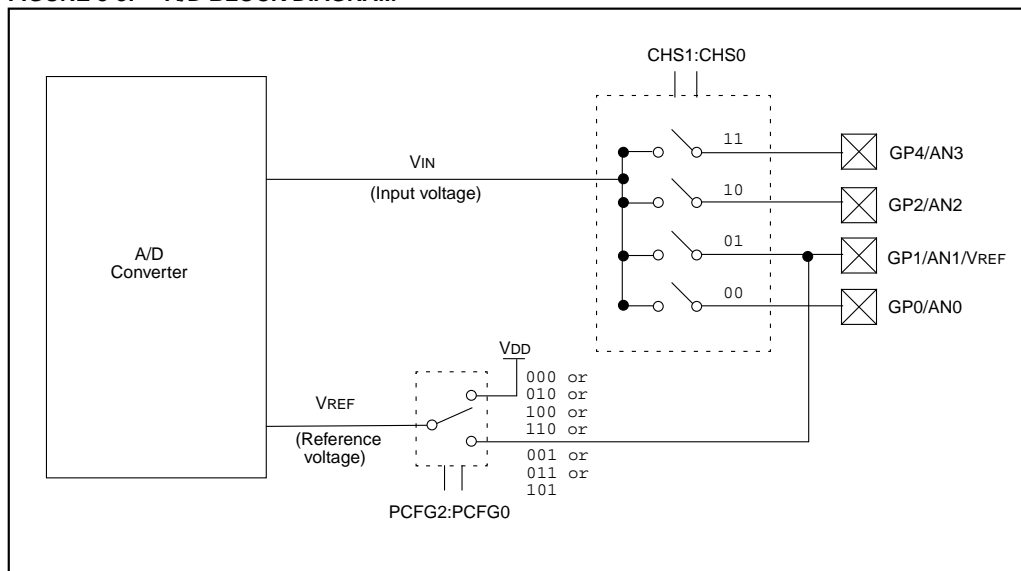 CHS1:CHS0
11
GP4/AN3
VIN
(Input voltage)
10
GP2/AN2
A/D
Converter
01
GP1/AN1/VREF
00
GP0/AN0
VDD
000 or
010 or
100 or
110 or
VREF
(Reference
voltage)
001 or
011 or
101
PCFG2:PCFG0